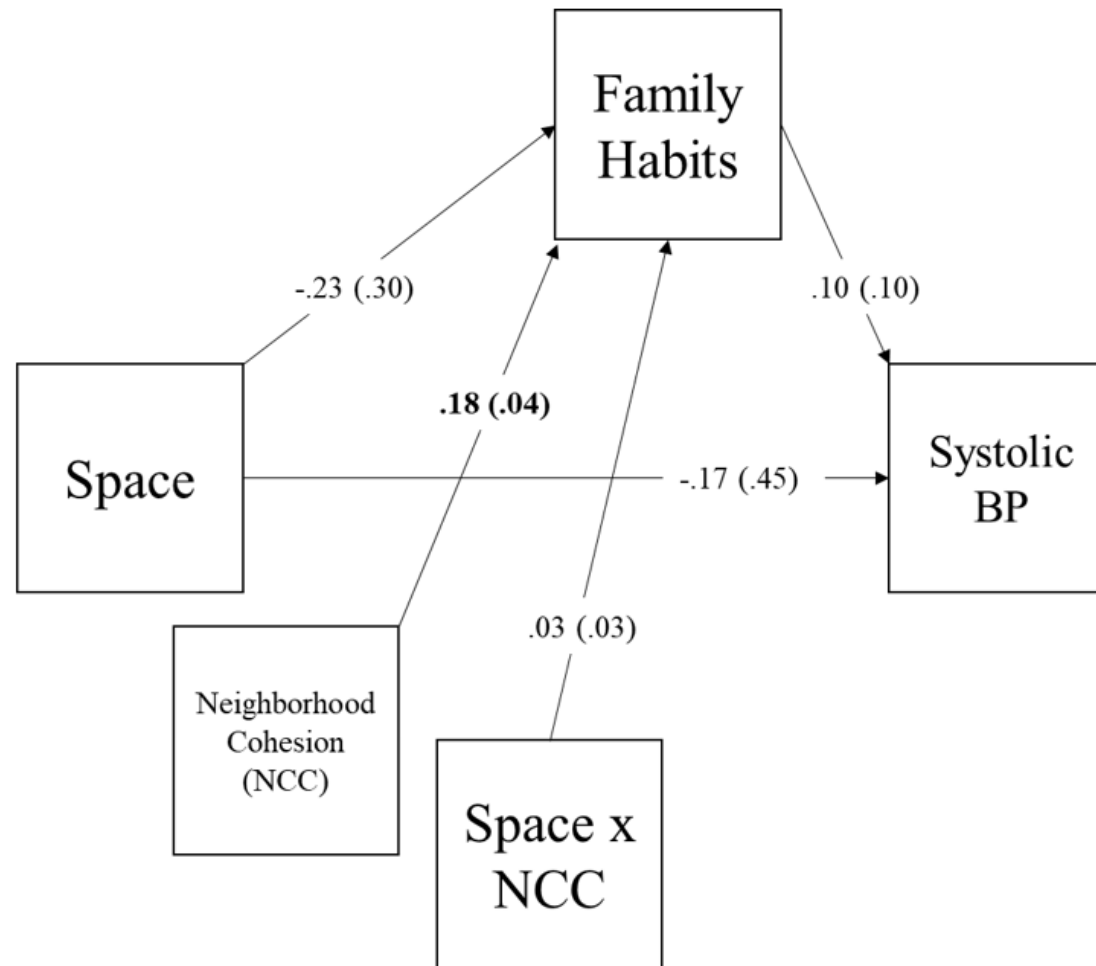 Family
Habits
-.23 (.30)
.10 (.10)
.18 (.04)
Space
-.17 (.45)
Systolic
BP
.03 (.03)
Neighborhood
Cohesion
(NCC)
Space x
NCC